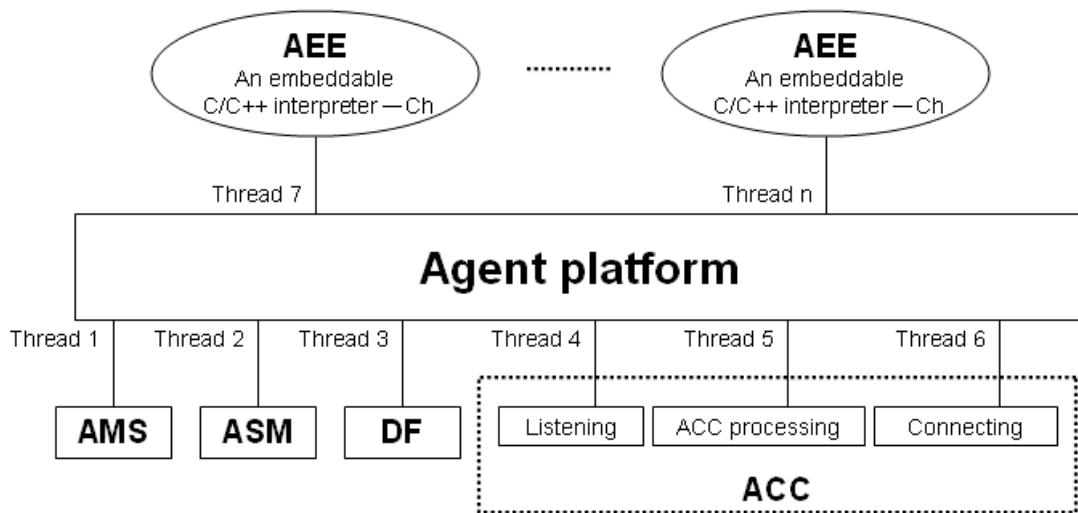 AEE
An embeddable
C/C++ interpreter — Ch
AEE
An embeddable
C/C++ interpreter — Ch
Thread 7
Thread n
Agent platform
Thread 1
Thread 2
Thread 3
Thread 4
Thread 5
Thread 6
AMS
ASM
DF
Listening
ACC processing
Connecting
ACC